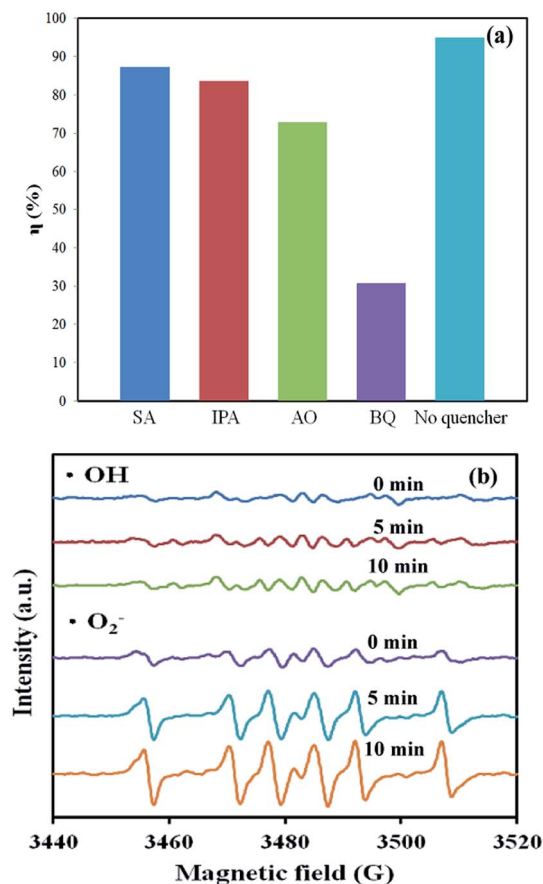 100
90
80
70
60
50
40
30
20
10
0
η (%)
(a)
SA IPA AO BQ No quencher
(b)
• OH
0 min
5 min
10 min
• O₂⁻
0 min
5 min
10 min
Intensity (a.u.)
3440 3460 3480 3500 3520
Magnetic field (G)